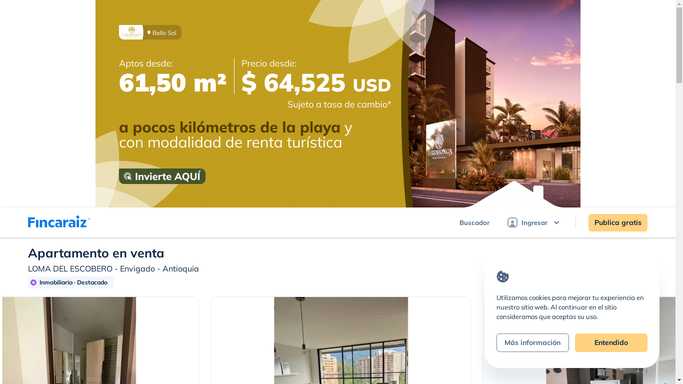 Bello Sol
Aptos desde:
61,50 m²
Precio desde:
$ 64,525 USD
Sujeto a tasa de cambio*
a pocos kilómetros de la playa y
con modalidad de renta turística
Invierte AQUÍ
Fincaraiz
Buscador
Ingresar
Publica gratis
Apartamento en venta
LOMA DEL ESCOBERO - Envigado - Antioquia
Inmobiliaria · Destacado
Utilizamos cookies para mejorar tu experiencia en
nuestro sitio web. Al continuar en el sitio
consideramos que aceptas su uso.
Más información
Entendido